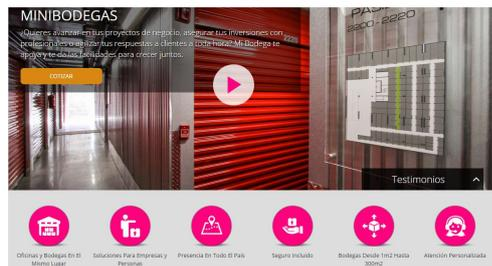 MINIBODEGAS
¿Quieres avanzar en tus proyectos de negocio, asegurar tus inversiones con
profesionales o agilizar tus respuestas a clientes a toda hora? Mi Bodega te
apoya y te da las facilidades para crecer juntos.
COTIZAR
2200 - 2220
Testimonios
Oficinas y Bodegas En El
Mismo Lugar
Soluciones Para Empresas y
Personas
Presencia En Todo El País
Seguro Incluido
Bodegas Desde 1m2 Hasta
300m2
Atención Personalizada